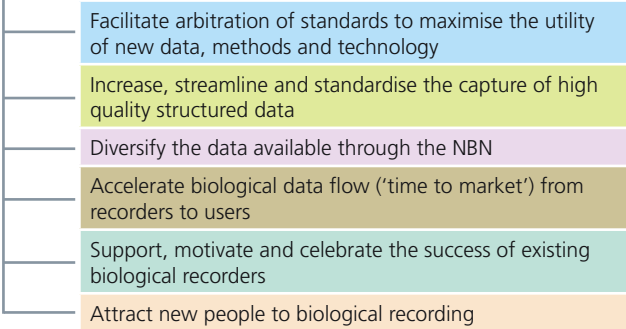 Facilitate arbitration of standards to maximise the utility
of new data, methods and technology
Increase, streamline and standardise the capture of high
quality structured data
Diversify the data available through the NBN
Accelerate biological data flow (‘time to market’) from
recorders to users
Support, motivate and celebrate the success of existing
biological recorders
Attract new people to biological recording